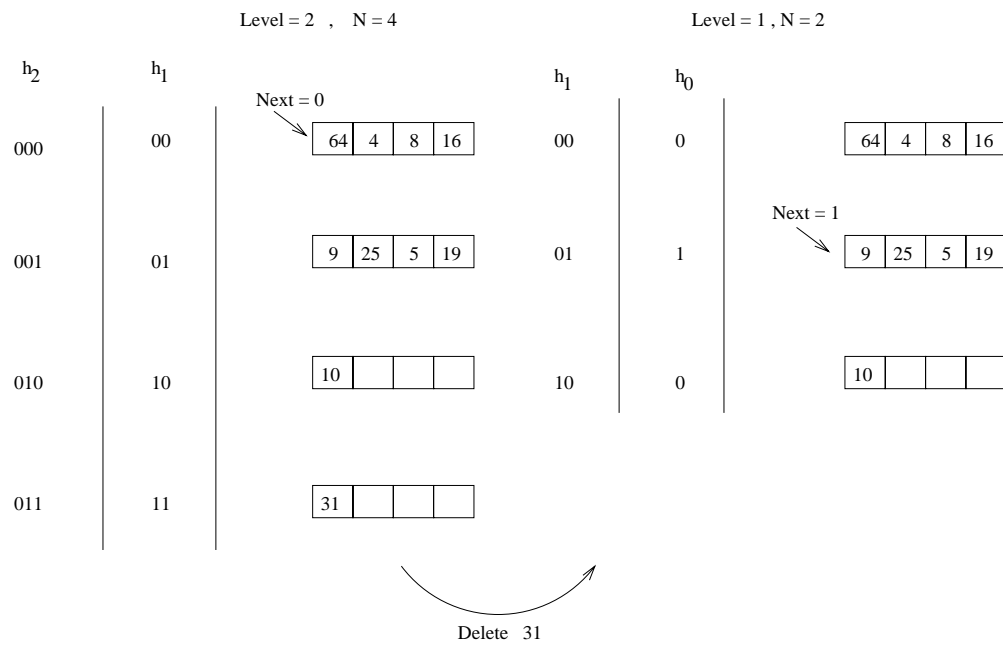 Level = 2 , N = 4
Level = 1 , N = 2
h2 h1
h1 h0
Next = 0
000 00 64 4 8 16
00 0 64 4 8 16
Next = 1
001 01 9 25 5 19
01 1 9 25 5 19
010 10 10
10 0 10
011 11 31
Delete 31